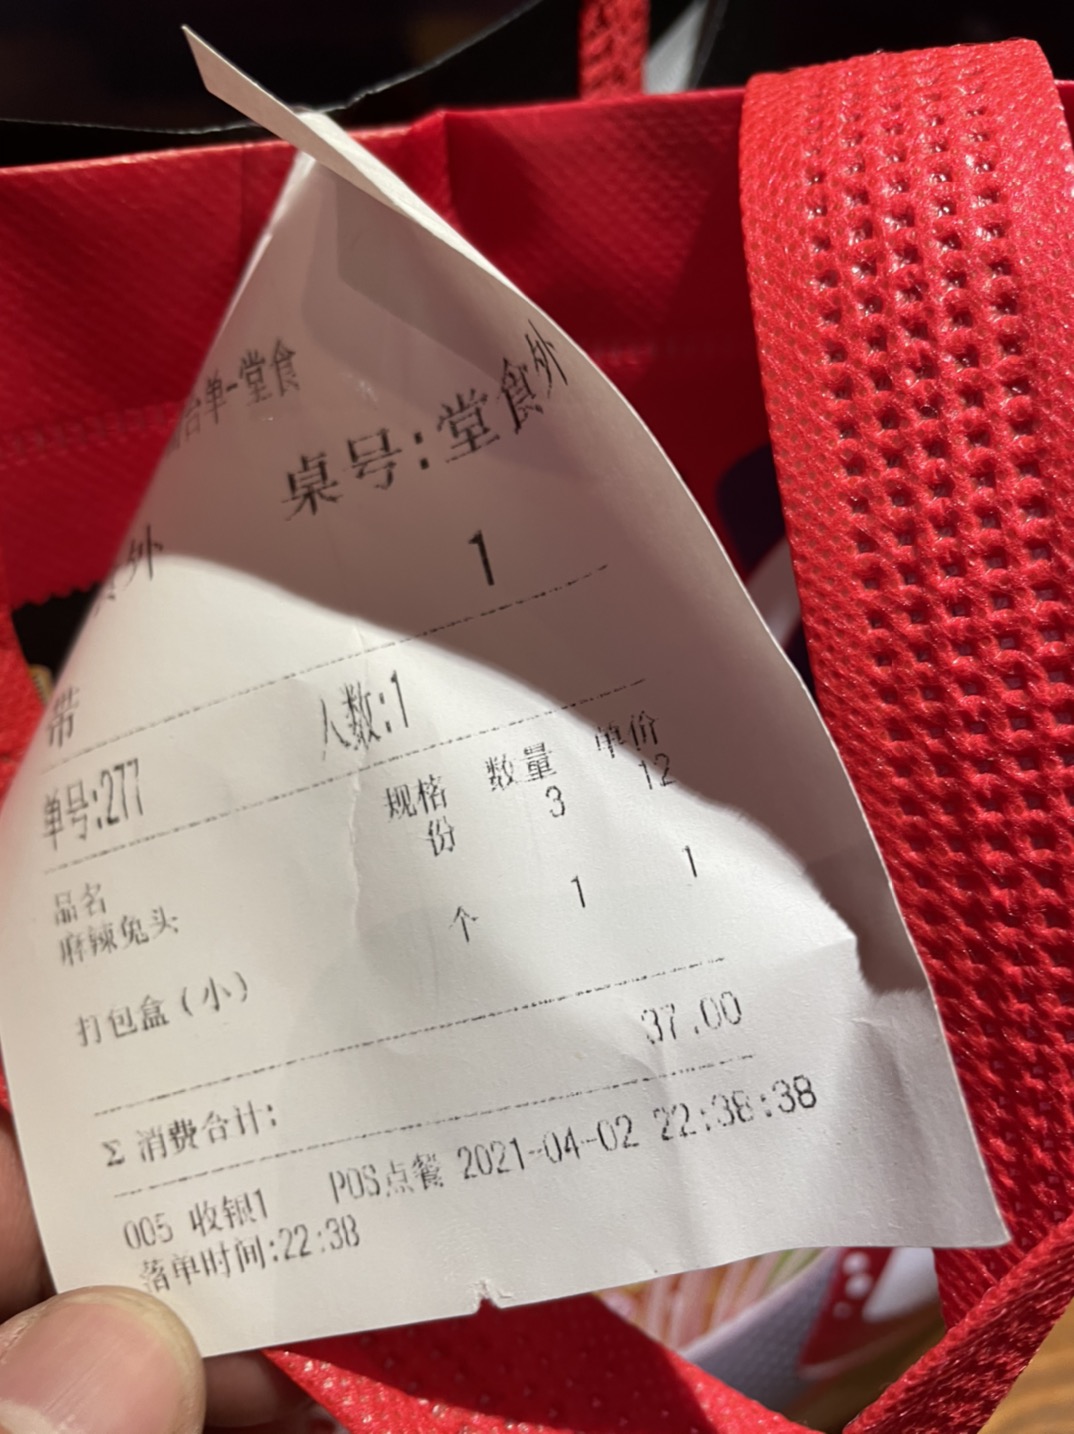 台单-堂食
桌号:堂食外
外
1
带
人数:1
单号:277
品名 规格 数量 单价
麻辣兔头 份 3 12
打包盒(小) 个 1 1
Σ 消费合计: 37.00
005 收银1 POS点餐 2021-04-02 22:38:38
落单时间:22:38